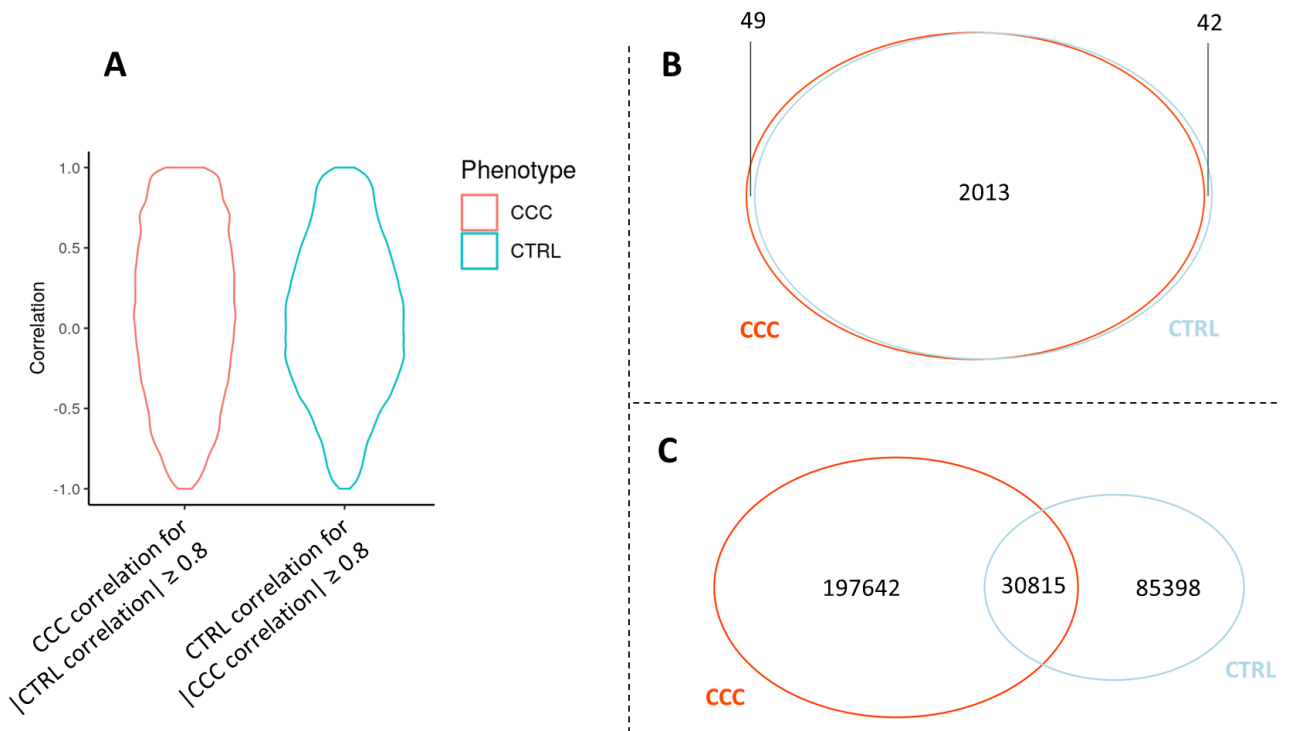 A
Correlation
1.0
0.5
0.0
-0.5
-1.0
CCC correlation for
|CTRL correlation| ≥ 0.8
CTRL correlation for
|CCC correlation| ≥ 0.8
Phenotype
CCC
CTRL
B
49
42
2013
CCC
CTRL
C
197642
30815
85398
CCC
CTRL